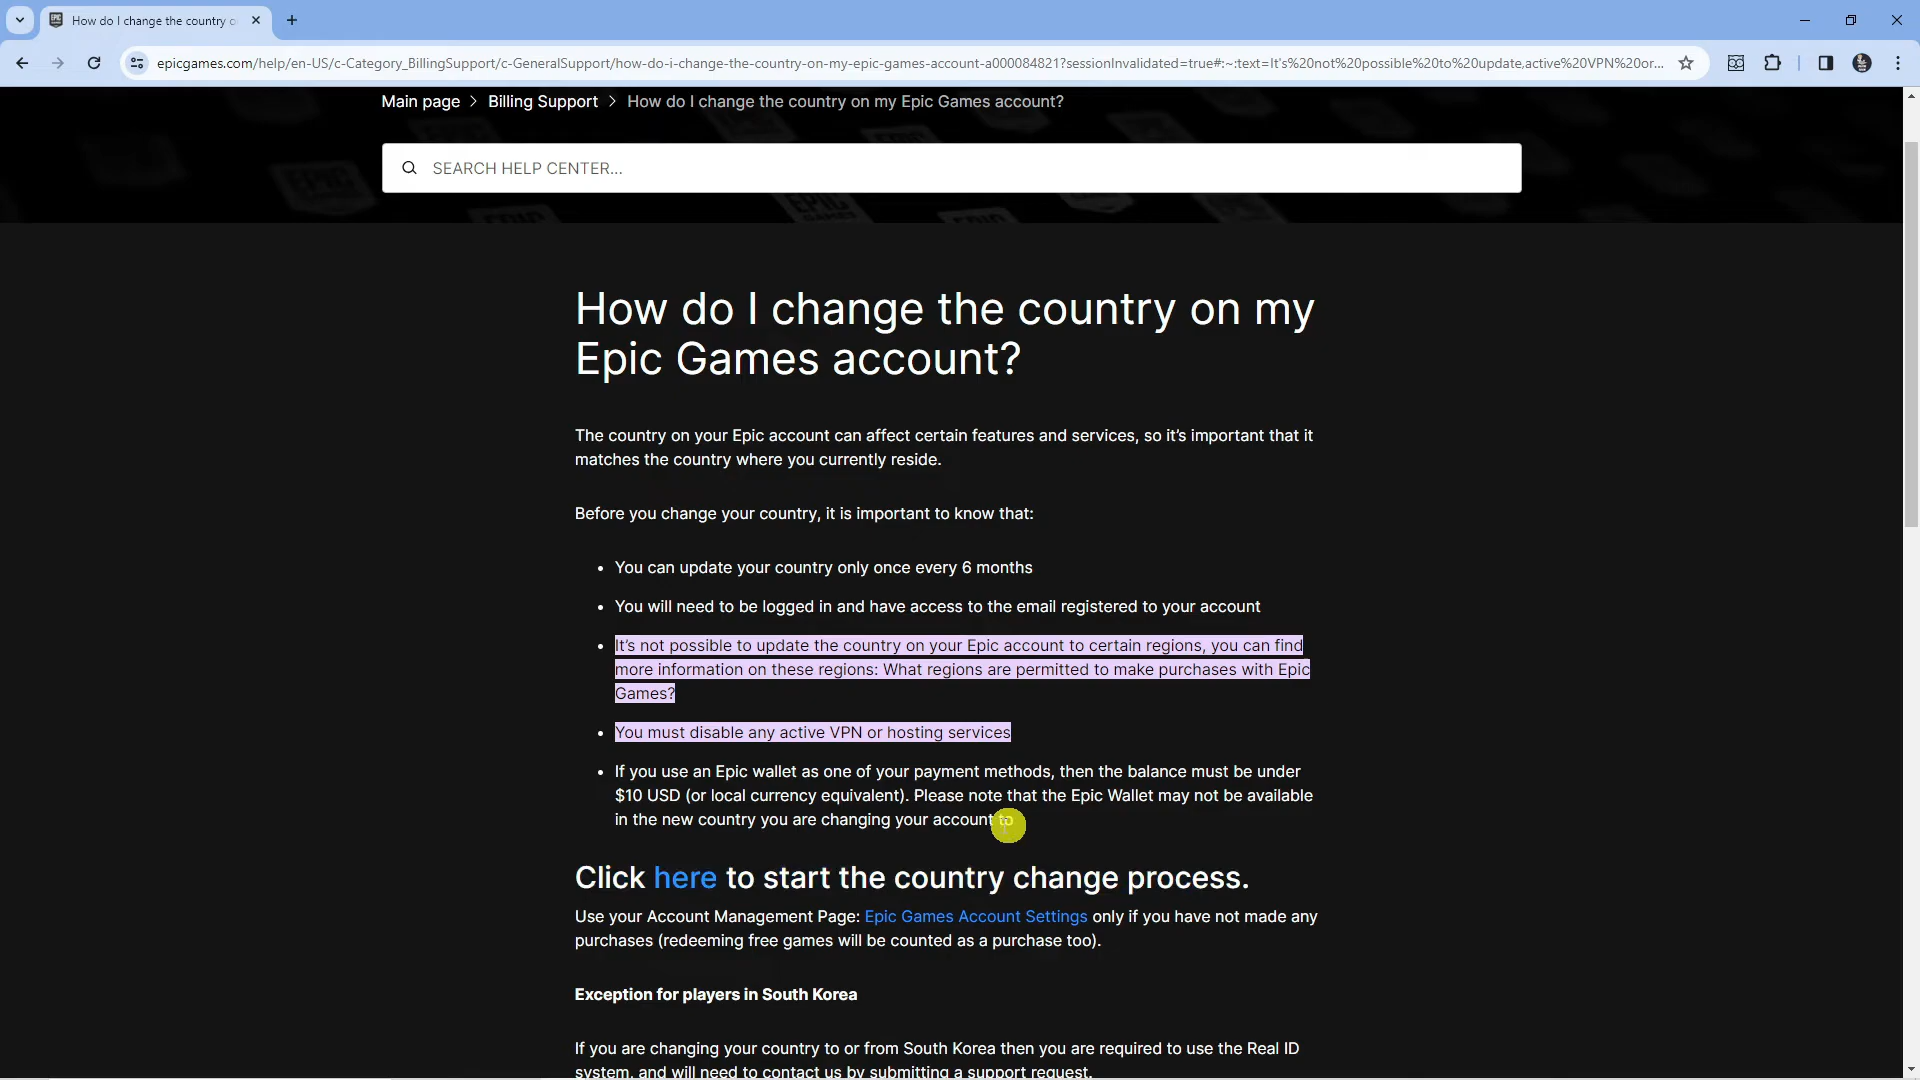 How do I change the country o
epicgames.com/help/en-US/c-Category_BillingSupport/c-GeneralSupport/how-do-i-change-the-country-on-my-epic-games-account-a000084821?sessionInvalidated=true#:~:text=It's%20not%20possible%20to%20update,active%20VPN%20or...
Main page > Billing Support > How do I change the country on my Epic Games account?
SEARCH HELP CENTER...
How do I change the country on my
Epic Games account?
The country on your Epic account can affect certain features and services, so it’s important that it
matches the country where you currently reside.
Before you change your country, it is important to know that:
• You can update your country only once every 6 months
• You will need to be logged in and have access to the email registered to your account
• It’s not possible to update the country on your Epic account to certain regions, you can find
more information on these regions: What regions are permitted to make purchases with Epic
Games?
• You must disable any active VPN or hosting services
• If you use an Epic wallet as one of your payment methods, then the balance must be under
$10 USD (or local currency equivalent). Please note that the Epic Wallet may not be available
in the new country you are changing your account to
Click here to start the country change process.
Use your Account Management Page: Epic Games Account Settings only if you have not made any
purchases (redeeming free games will be counted as a purchase too).
Exception for players in South Korea
If you are changing your country to or from South Korea then you are required to use the Real ID
system, and will need to contact us by submitting a support request.